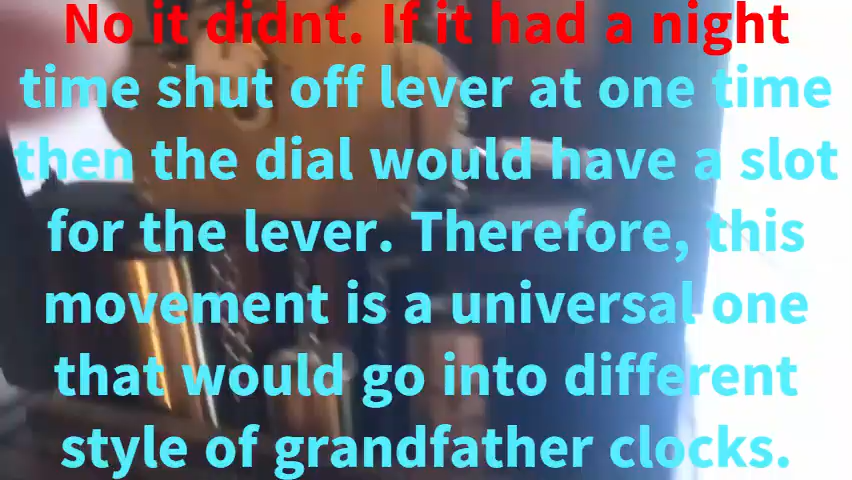 No it didnt. If it had a night
time shut off lever at one time
then the dial would have a slot
for the lever. Therefore, this
movement is a universal one
that would go into different
style of grandfather clocks.